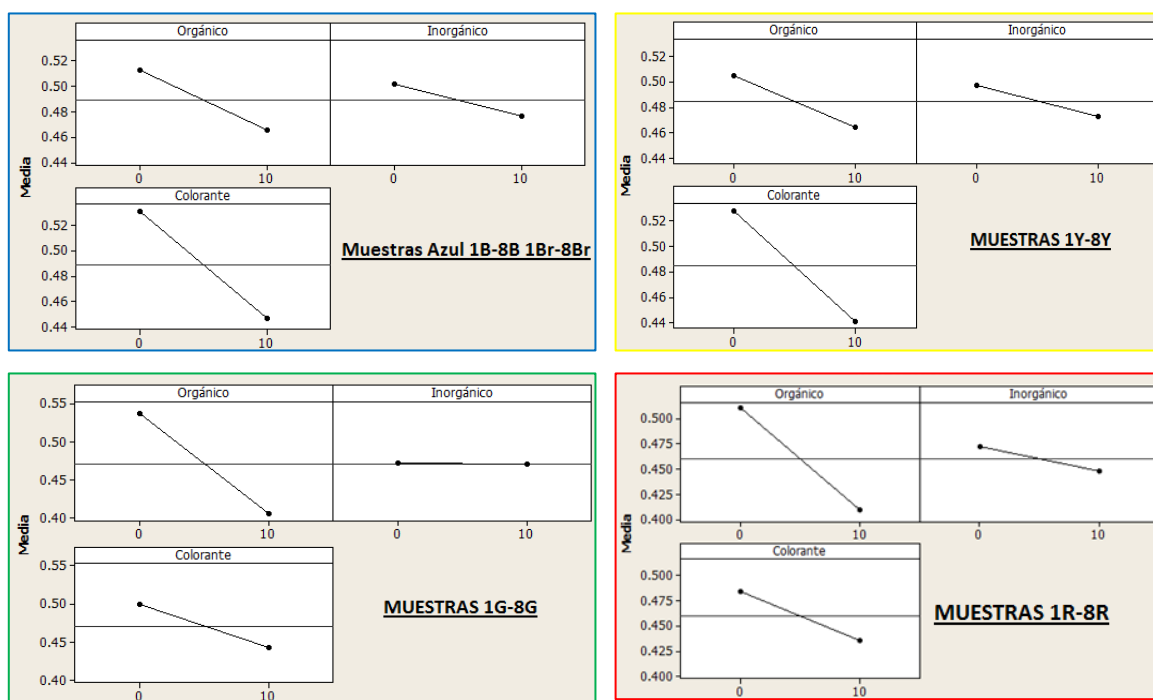 Orgánico Inorgánico
0.52
0.50
0.48
0.46
0.44
Media
0 10 0 10
Colorante
0.52
0.50
0.48
0.46
0.44
0 10
Muestras Azul 1B-8B 1Br-8Br
Orgánico Inorgánico
0.52
0.50
0.48
0.46
0.44
Media
0 10 0 10
Colorante
0.52
0.50
0.48
0.46
0.44
0 10
MUESTRAS 1Y-8Y
Orgánico Inorgánico
0.55
0.50
0.45
0.40
Media
0 10 0 10
Colorante
0.55
0.50
0.45
0.40
0 10
MUESTRAS 1G-8G
Orgánico Inorgánico
0.500
0.475
0.450
0.425
0.400
Media
0 10 0 10
Colorante
0.500
0.475
0.450
0.425
0.400
0 10
MUESTRAS 1R-8R